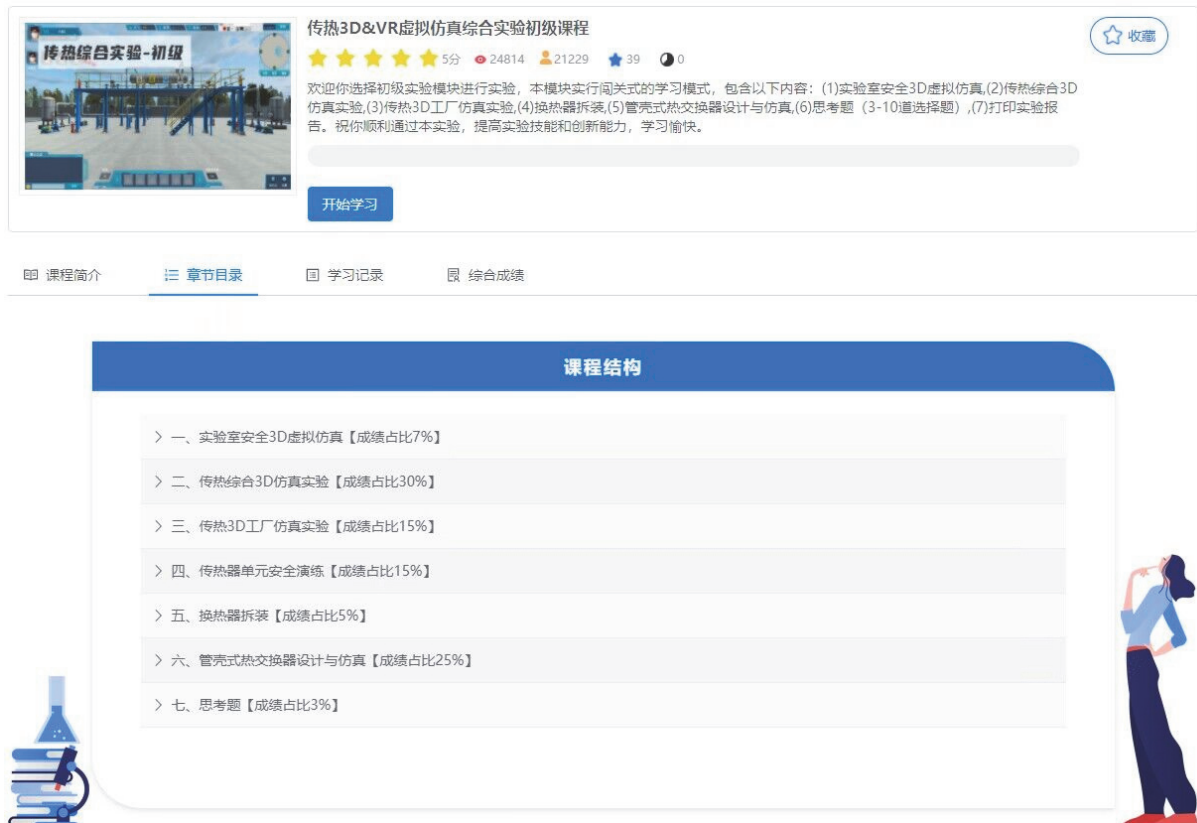 传热综合实验-初级
传热3D&VR虚拟仿真综合实验初级课程
5分 24814 21229 39 0
收藏
欢迎你选择初级实验模块进行实验，本模块实行闯关式的学习模式，包含以下内容：(1)实验室安全3D虚拟仿真,(2)传热综合3D
仿真实验,(3)传热3D工厂仿真实验,(4)换热器拆装,(5)管壳式热交换器设计与仿真,(6)思考题（3-10道选择题）,(7)打印实验报
告。祝你顺利通过本实验，提高实验技能和创新能力，学习愉快。
开始学习
课程简介 章节目录 学习记录 综合成绩
课程结构
一、实验室安全3D虚拟仿真【成绩占比7%】
二、传热综合3D仿真实验【成绩占比30%】
三、传热3D工厂仿真实验【成绩占比15%】
四、传热器单元安全演练【成绩占比15%】
五、换热器拆装【成绩占比5%】
六、管壳式热交换器设计与仿真【成绩占比25%】
七、思考题【成绩占比3%】